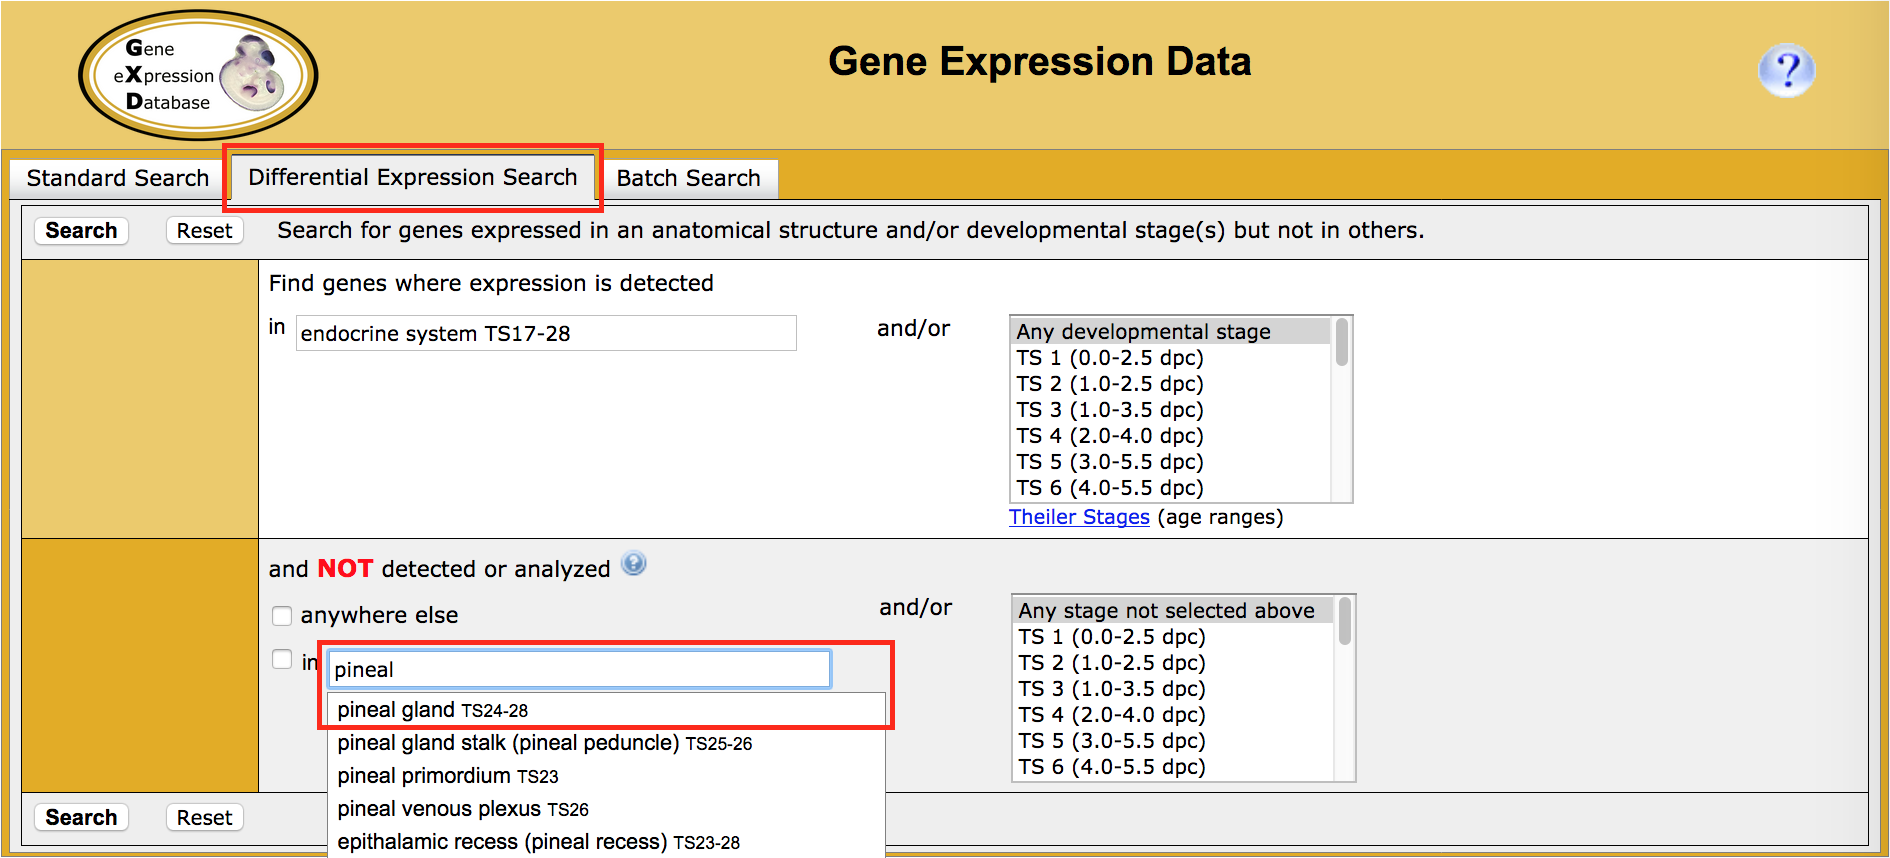 Gene
eXpression
Database
Gene Expression Data
?
Standard Search
Differential Expression Search
Batch Search
Search
Reset
Search for genes expressed in an anatomical structure and/or developmental stage(s) but not in others.
Find genes where expression is detected
in
endocrine system TS17-28
and/or
Any developmental stage
TS 1 (0.0-2.5 dpc)
TS 2 (1.0-2.5 dpc)
TS 3 (1.0-3.5 dpc)
TS 4 (2.0-4.0 dpc)
TS 5 (3.0-5.5 dpc)
TS 6 (4.0-5.5 dpc)
Theiler Stages (age ranges)
and NOT detected or analyzed ?
anywhere else
in
pineal
pineal gland TS24-28
pineal gland stalk (pineal peduncle) TS25-26
pineal primordium TS23
pineal venous plexus TS26
epithalamic recess (pineal recess) TS23-28
and/or
Any stage not selected above
TS 1 (0.0-2.5 dpc)
TS 2 (1.0-2.5 dpc)
TS 3 (1.0-3.5 dpc)
TS 4 (2.0-4.0 dpc)
TS 5 (3.0-5.5 dpc)
TS 6 (4.0-5.5 dpc)
Search
Reset